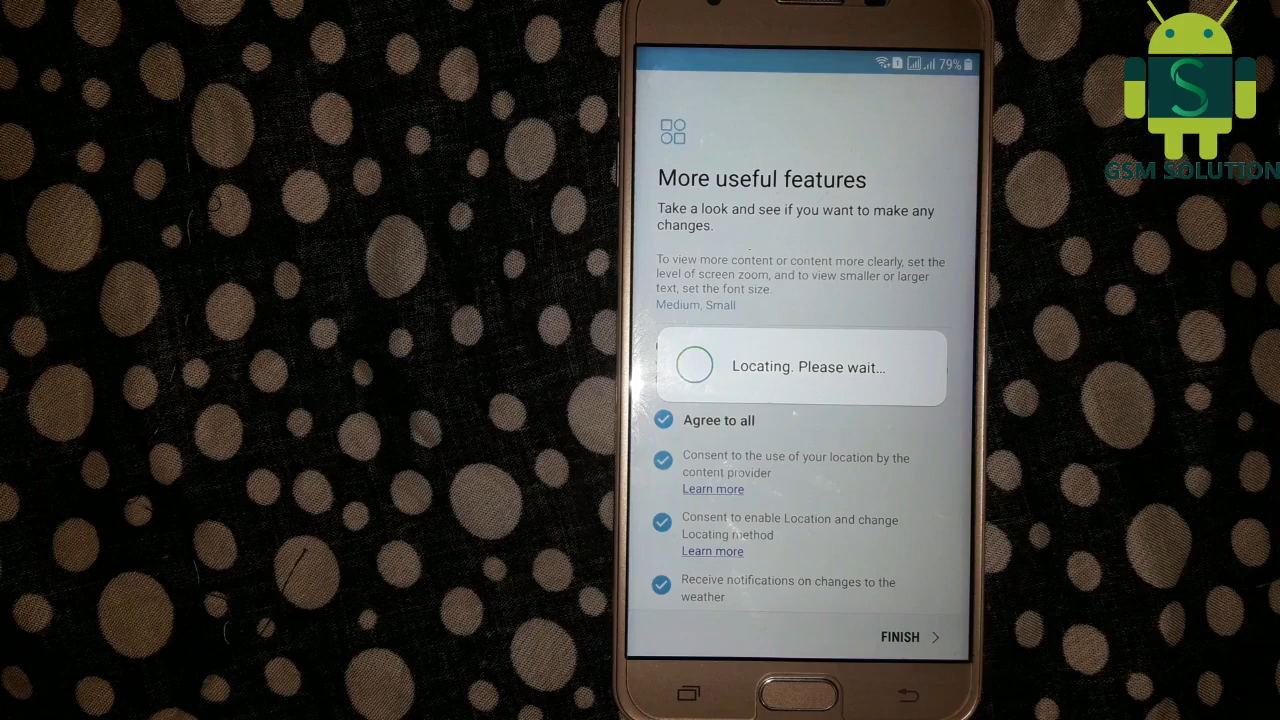 79%
S
GSM SOLUTION
More useful features
Take a look and see if you want to make any
changes.
To view more content or content more clearly, set the
level of screen zoom, and to view smaller or larger
text, set the font size.
Medium, Small
Locating. Please wait...
Agree to all
Consent to the use of your location by the
content provider
Learn more
Consent to enable Location and change
Locating method
Learn more
Receive notifications on changes to the
weather
FINISH